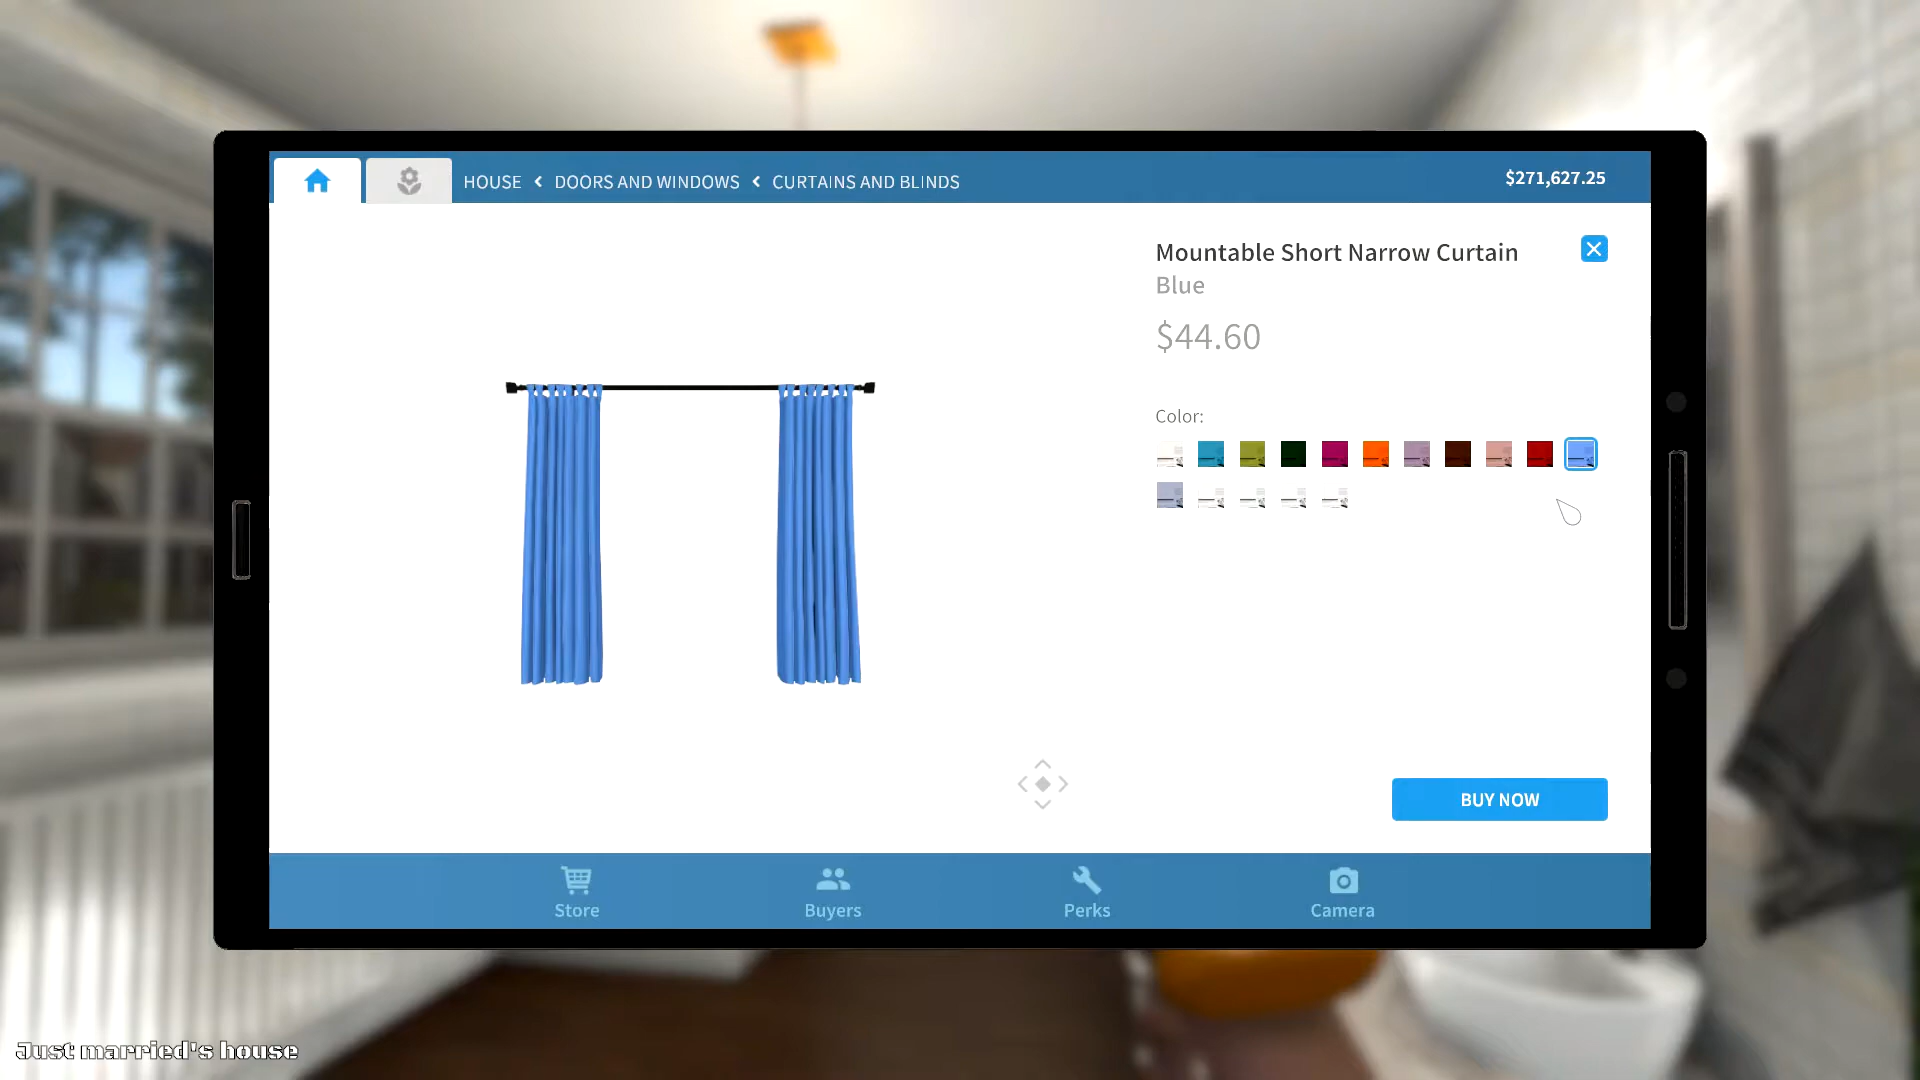 HOUSE < DOORS AND WINDOWS < CURTAINS AND BLINDS
$271,627.25
Mountable Short Narrow Curtain
Blue
$44.60
Color:
BUY NOW
Store
Buyers
Perks
Camera
Just married's house